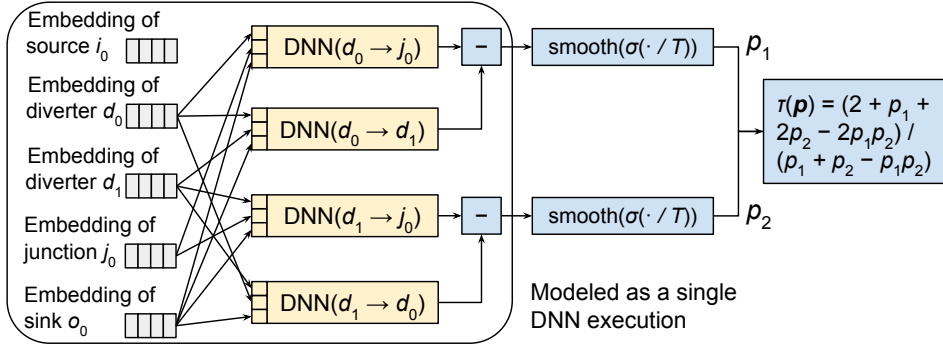 Embedding of
source i₀
Embedding of
diverter d₀
Embedding of
diverter d₁
Embedding of
junction j₀
Embedding of
sink o₀
DNN(d₀ → j₀)
DNN(d₀ → d₁)
DNN(d₁ → j₀)
DNN(d₁ → d₀)
−
−
smooth(σ(· / T))
smooth(σ(· / T))
p₁
p₂
τ(p) = (2 + p₁ +
2p₂ − 2p₁p₂) /
(p₁ + p₂ − p₁p₂)
Modeled as a single
DNN execution